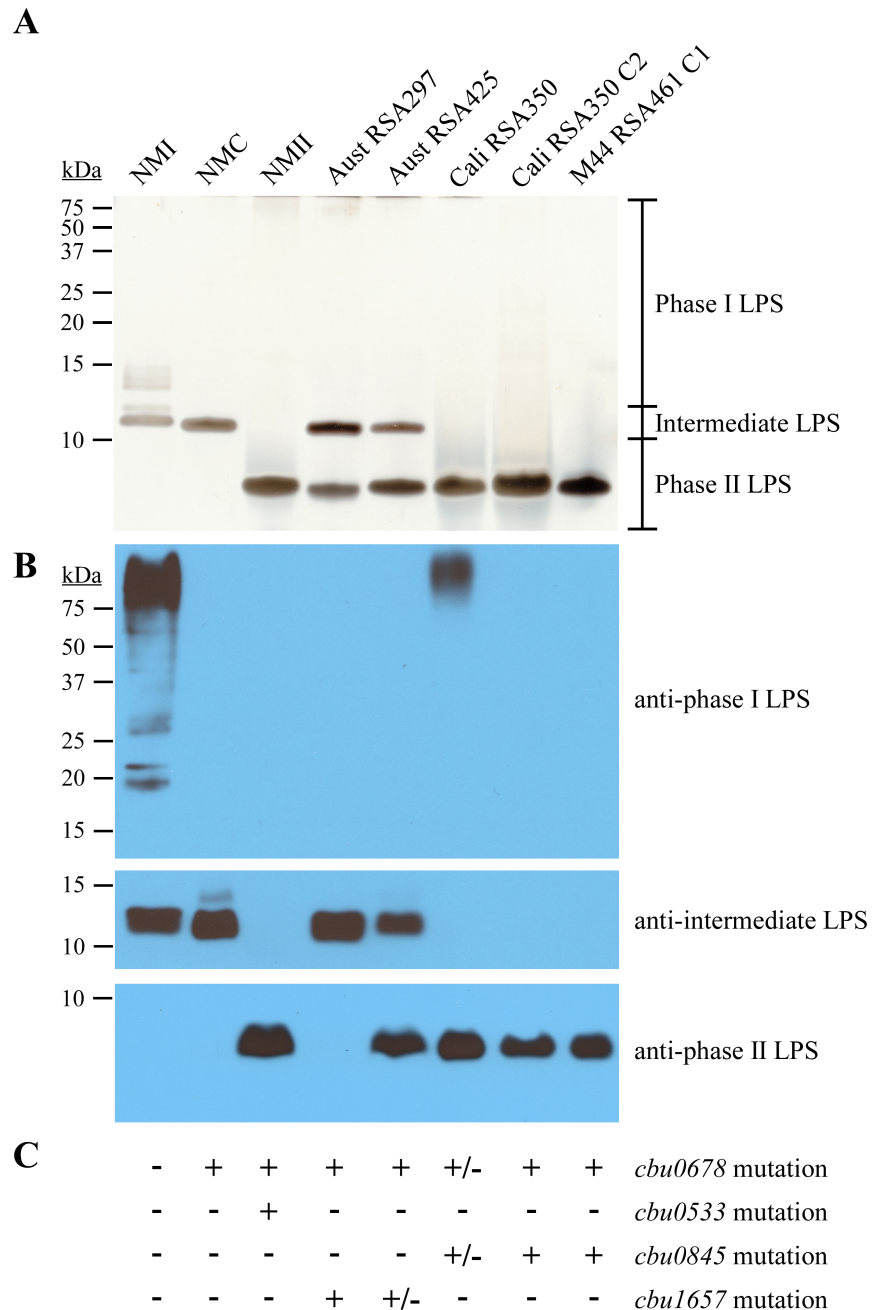 A
kDa
NMI
NMC
NMII
Aust RSA297
Aust RSA425
Cali RSA350
Cali RSA350 C2
M44 RSA461 C1
75
50
37
25
20
15
10
Phase I LPS
Intermediate LPS
Phase II LPS
B
kDa
75
50
37
25
20
15
anti-phase I LPS
15
10
anti-intermediate LPS
10
anti-phase II LPS
C
- + + + + +/- + + cbu0678 mutation
- - + - - - - - cbu0533 mutation
- - - - - +/- + + cbu0845 mutation
- - - + +/- - - - cbu1657 mutation